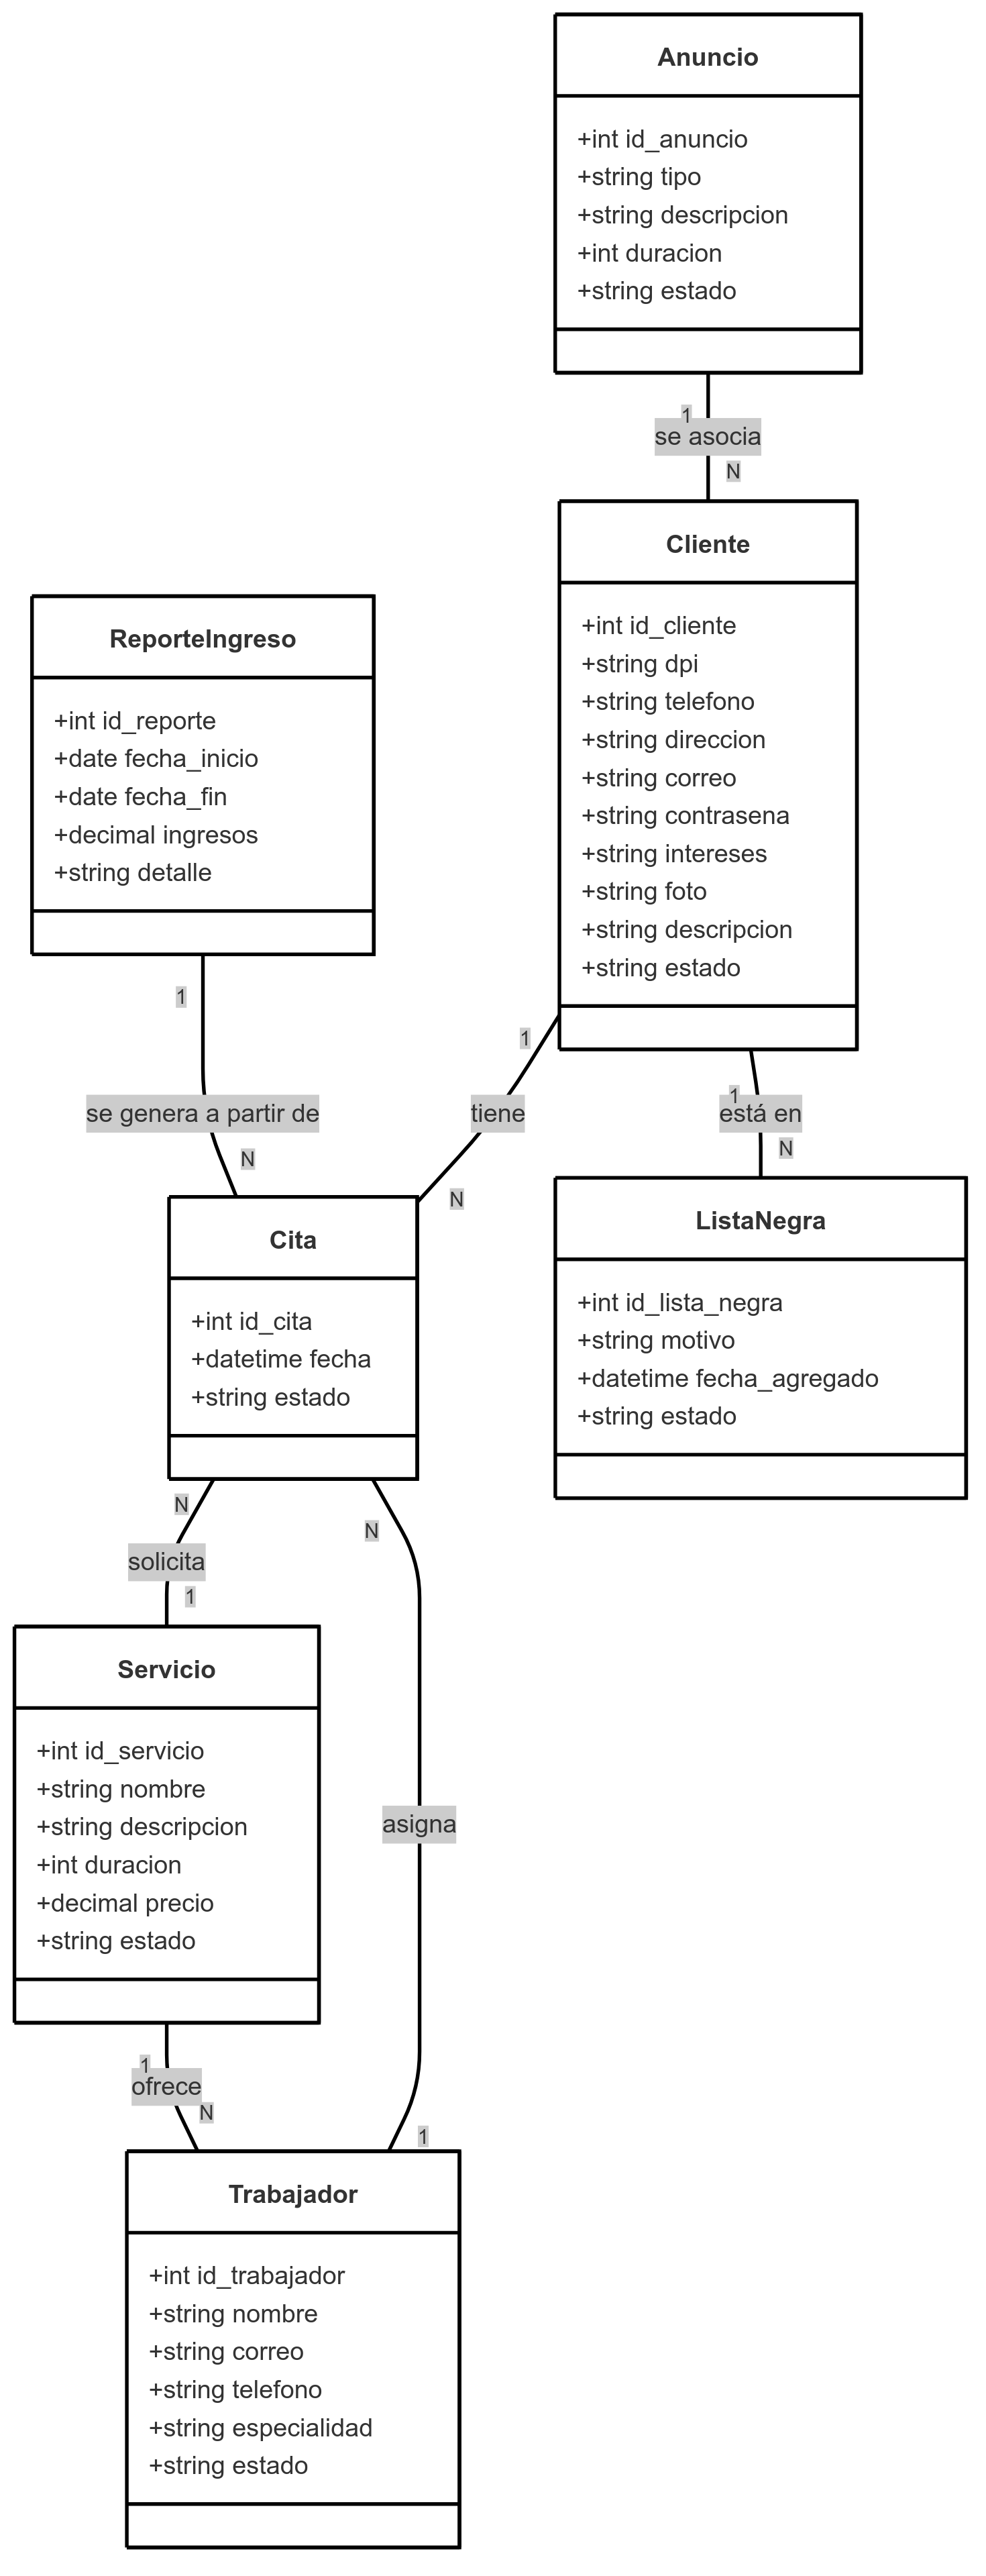 Anuncio
+int id_anuncio
+string tipo
+string descripcion
+int duracion
+string estado
1
se asocia
N
Cliente
+int id_cliente
+string dpi
+string telefono
+string direccion
+string correo
+string contrasena
+string intereses
+string foto
+string descripcion
+string estado
ReporteIngreso
+int id_reporte
+date fecha_inicio
+date fecha_fin
+decimal ingresos
+string detalle
1
se genera a partir de
N
1
tiene
N
1
está en
N
Cita
+int id_cita
+datetime fecha
+string estado
ListaNegra
+int id_lista_negra
+string motivo
+datetime fecha_agregado
+string estado
N
solicita
1
N
asigna
1
Servicio
+int id_servicio
+string nombre
+string descripcion
+int duracion
+decimal precio
+string estado
1
ofrece
N
Trabajador
+int id_trabajador
+string nombre
+string correo
+string telefono
+string especialidad
+string estado